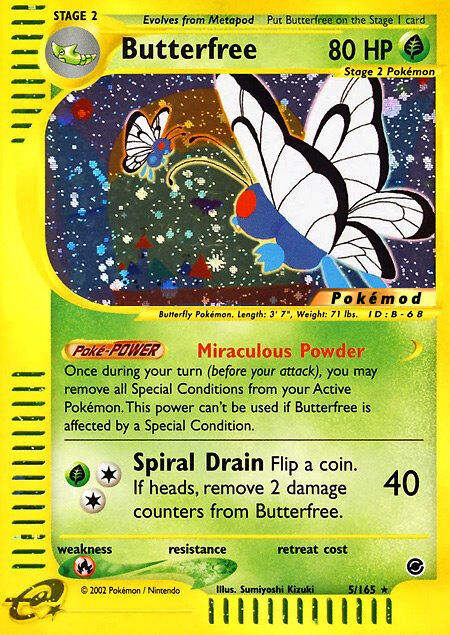 STAGE 2
Evolves from Metapod
Put Butterfree on the Stage 1 card
Butterfree
80 HP
Stage 2 Pokémon
Pokémod
Butterfly Pokémon. Length: 3' 7", Weight: 71 lbs. ID:B-68
Poké-POWER
Miraculous Powder
Once during your turn (before your attack), you may
remove all Special Conditions from your Active
Pokémon. This power can't be used if Butterfree is
affected by a Special Condition.
Spiral Drain Flip a coin.
If heads, remove 2 damage
counters from Butterfree.
40
weakness
resistance
retreat cost
© 2002 Pokémon / Nintendo
Illus. Sumiyoshi Kizuki
5/165 ★